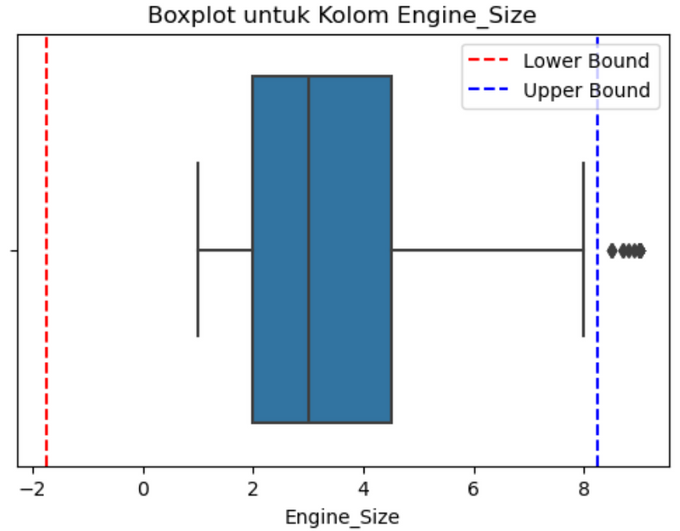 Boxplot untuk Kolom Engine_Size
Lower Bound
Upper Bound
−2 0 2 4 6 8
Engine_Size